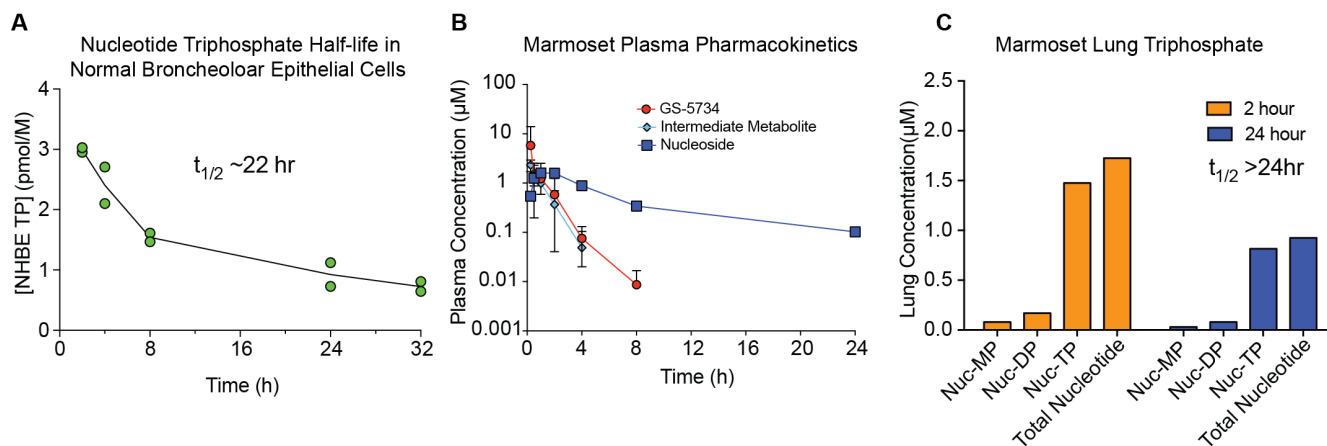 A
Nucleotide Triphosphate Half-life in
Normal Broncheoloar Epithelial Cells
[NHBE TP] (pmol/M)
4
3
2
1
0
t1/2 ~22 hr
0
8
16
24
32
Time (h)
B
Marmoset Plasma Pharmacokinetics
Plasma Concentration (µM)
100
10
1
0.1
0.01
0.001
GS-5734
Intermediate Metabolite
Nucleoside
0
4
8
12
16
20
24
Time (h)
C
Marmoset Lung Triphosphate
Lung Concentration(µM)
2.5
2.0
1.5
1.0
0.5
0.0
2 hour
24 hour
t1/2 >24hr
Nuc-MP
Nuc-DP
Nuc-TP
Total Nucleotide
Nuc-MP
Nuc-DP
Nuc-TP
Total Nucleotide